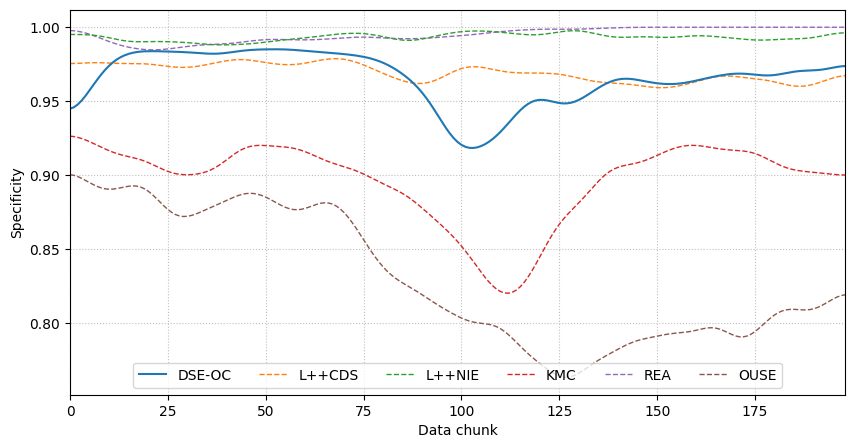 Specificity
1.00
0.95
0.90
0.85
0.80
DSE-OC L++CDS L++NIE KMC REA OUSE
0 25 50 75 100 125 150 175
Data chunk